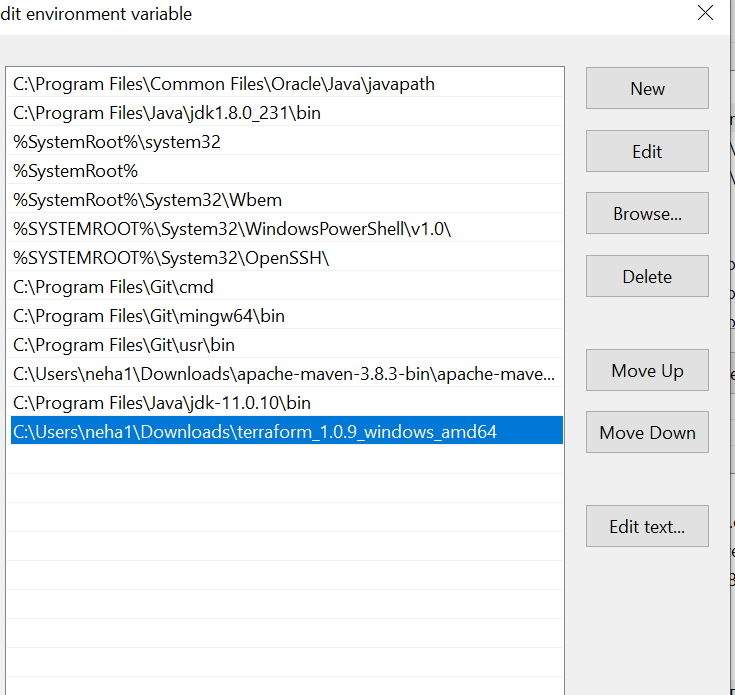 dit environment variable
C:\Program Files\Common Files\Oracle\Java\javapath
C:\Program Files\Java\jdk1.8.0_231\bin
%SystemRoot%\system32
%SystemRoot%
%SystemRoot%\System32\Wbem
%SYSTEMROOT%\System32\WindowsPowerShell\v1.0\
%SYSTEMROOT%\System32\OpenSSH\
C:\Program Files\Git\cmd
C:\Program Files\Git\mingw64\bin
C:\Program Files\Git\usr\bin
C:\Users\neha1\Downloads\apache-maven-3.8.3-bin\apache-mave...
C:\Program Files\Java\jdk-11.0.10\bin
C:\Users\neha1\Downloads\terraform_1.0.9_windows_amd64
New
Edit
Browse...
Delete
Move Up
Move Down
Edit text...